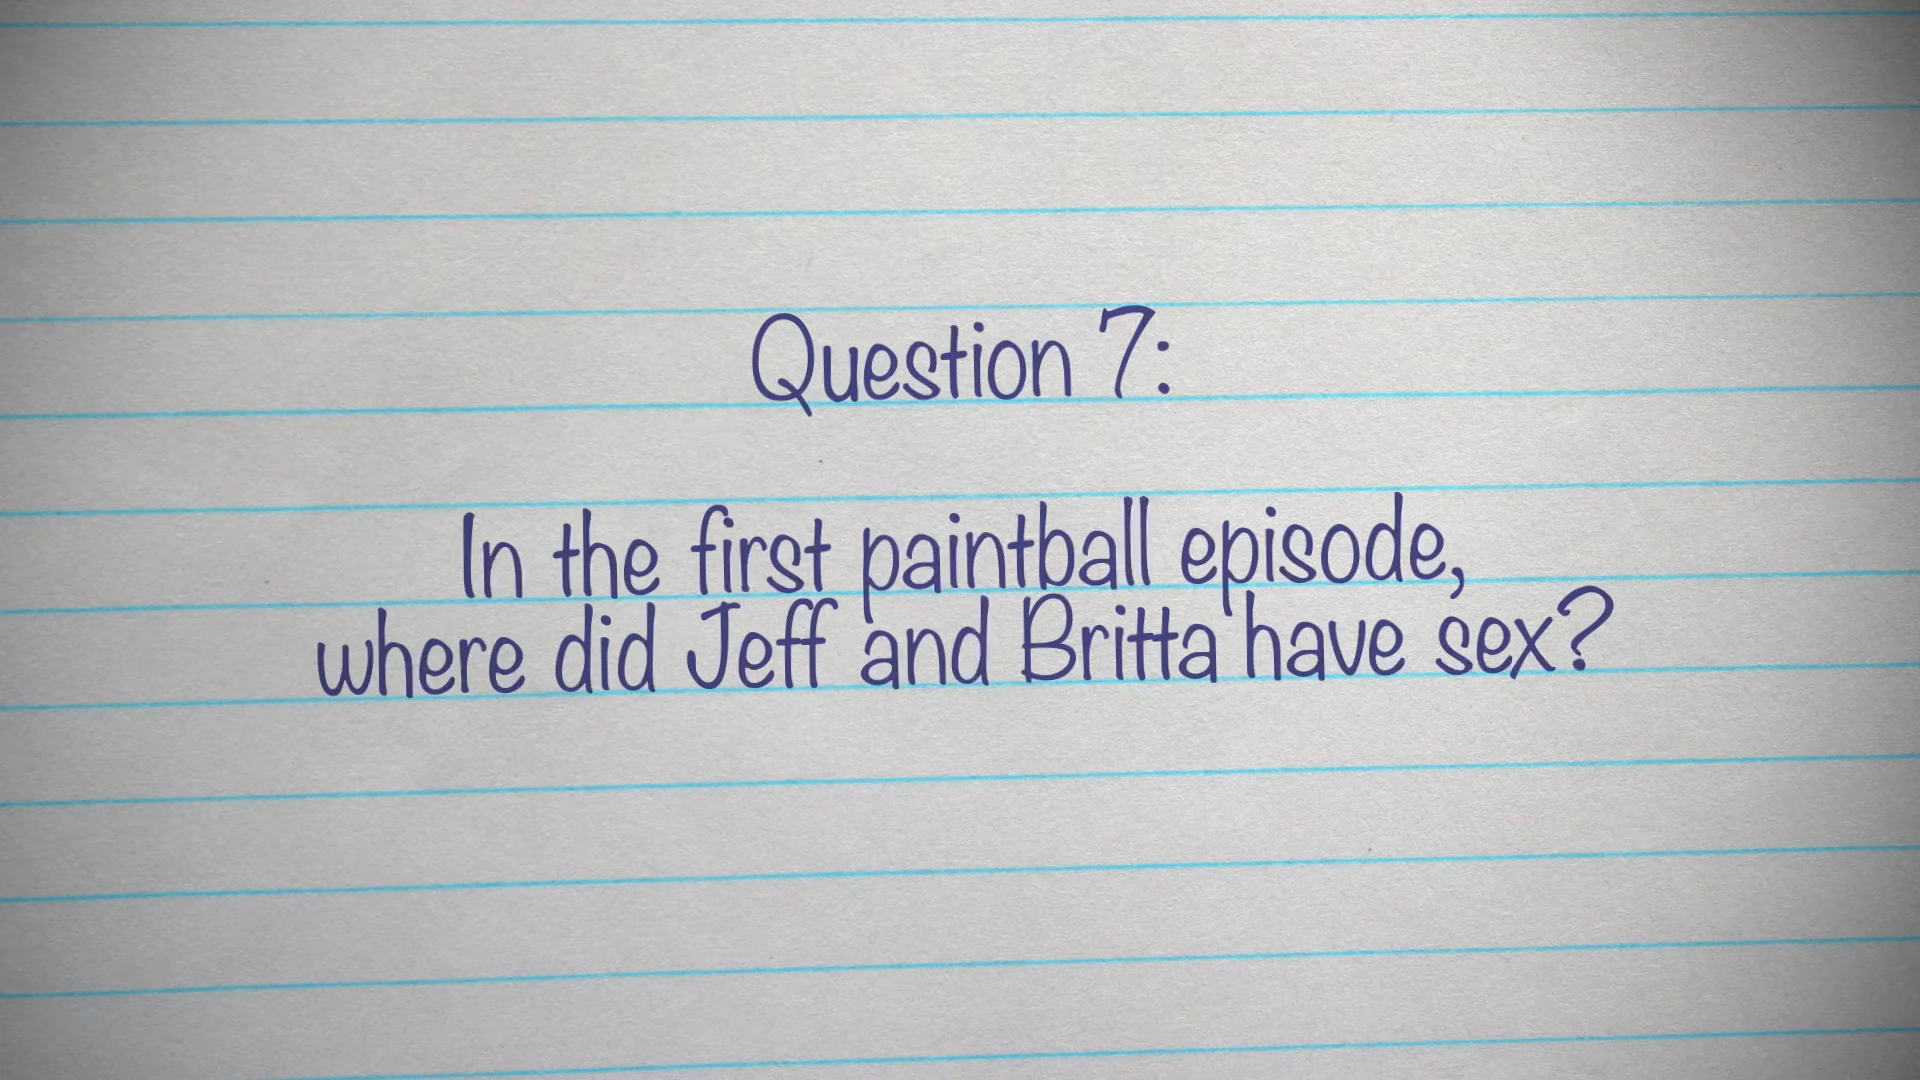 Question 7:
In the first paintball episode,
where did Jeff and Britta have sex?